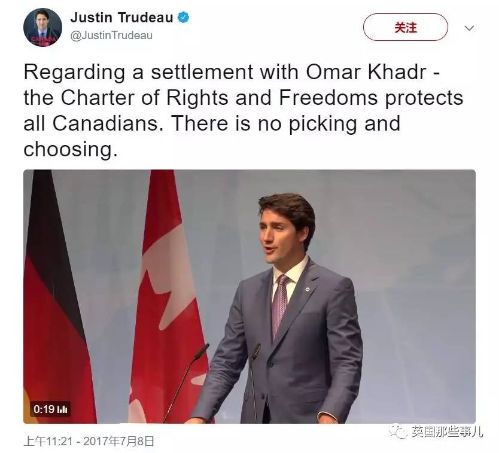 Justin Trudeau
@JustinTrudeau
关注
Regarding a settlement with Omar Khadr -
the Charter of Rights and Freedoms protects
all Canadians. There is no picking and
choosing.
0:19
上午11:21 - 2017年7月8日
英国那些事儿